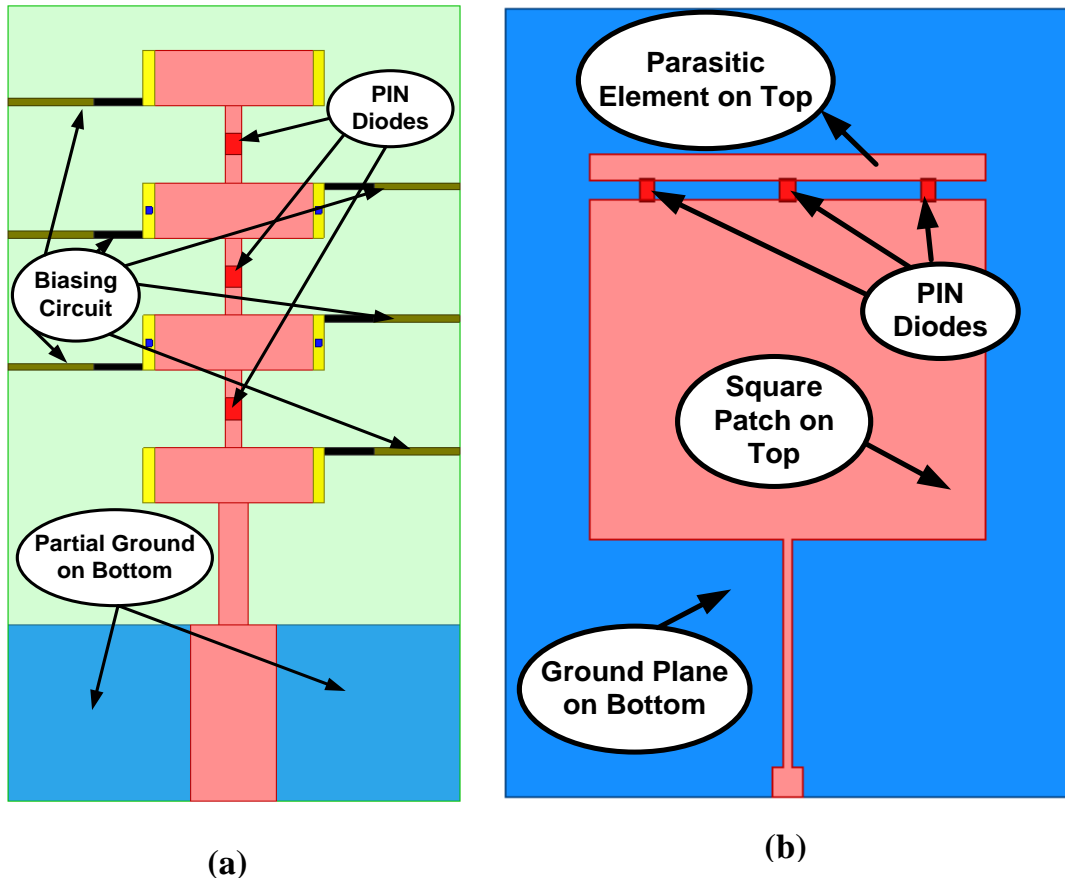 PIN
Diodes
Biasing
Circuit
Partial Ground
on Bottom
(a)
Parasitic
Element on Top
PIN
Diodes
Square
Patch on
Top
Ground Plane
on Bottom
(b)